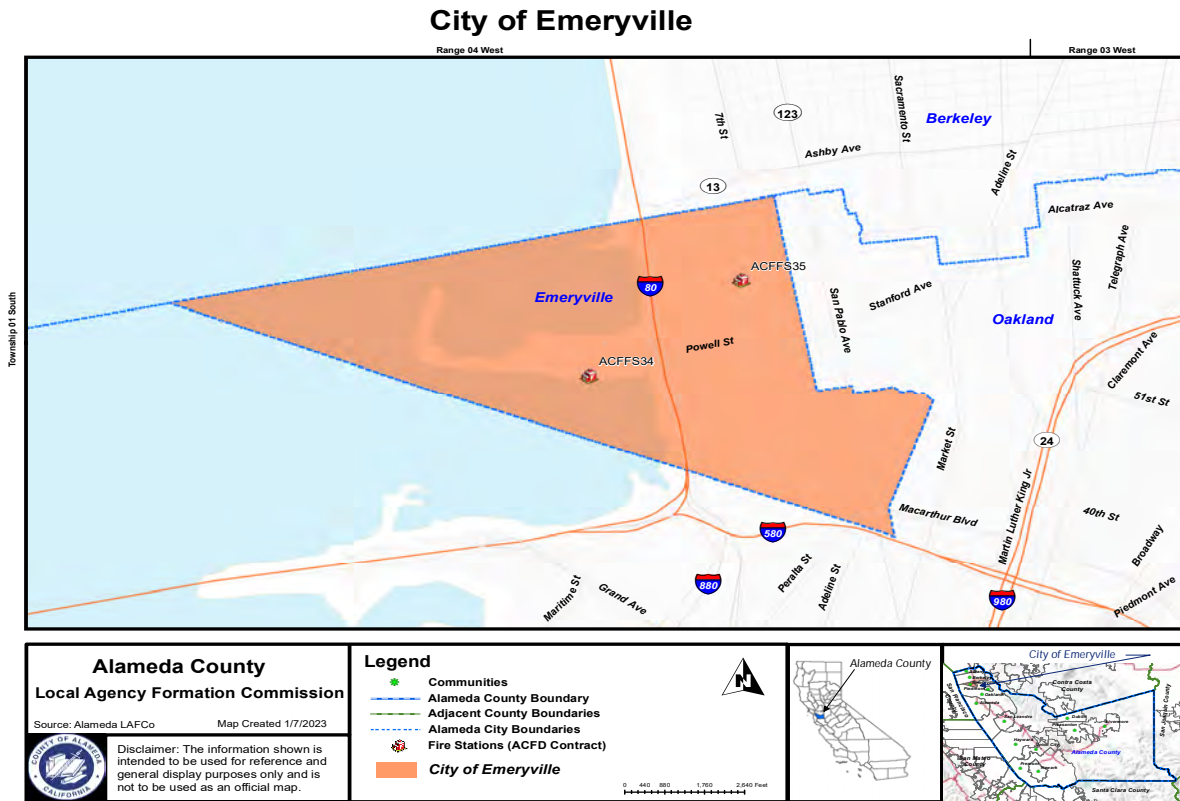 City of Emeryville
Range 04 West
Range 03 West
Township 01 South
7th St
123
Sacramento St
Berkeley
Ashby Ave
Adeline St
13
Alcatraz Ave
ACFFS35
80
Emeryville
San Pablo Ave
Stanford Ave
Oakland
Shattuck Ave
Telegraph Ave
Powell St
ACFFS34
Claremont Ave
51st St
Market St
24
Macarthur Blvd
Martin Luther King Jr
40th St
Broadway
580
880
Peralta St
Adeline St
Maritime St
Grand Ave
980
Piedmont Ave
Alameda County
Local Agency Formation Commission
Source: Alameda LAFCo
Map Created 1/7/2023
COUNTY OF ALAMEDA
CALIFORNIA
Disclaimer: The information shown is
intended to be used for reference and
general display purposes only and is
not to be used as an official map.
Legend
Communities
Alameda County Boundary
Adjacent County Boundaries
Alameda City Boundaries
Fire Stations (ACFD Contract)
City of Emeryville
N
0 440 880 1,760 2,640 Feet
Alameda County
City of Emeryville
Contra Costa
County
Alameda County
Santa Clara County